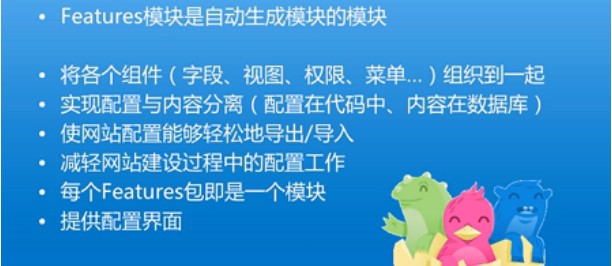 • Features模块是自动生成模块的模块
• 将各个组件（字段、视图、权限、菜单...）组织到一起
• 实现配置与内容分离（配置在代码中、内容在数据库）
• 使网站配置能够轻松地导出/导入
• 减轻网站建设过程中的配置工作
• 每个Features包即是一个模块
• 提供配置界面